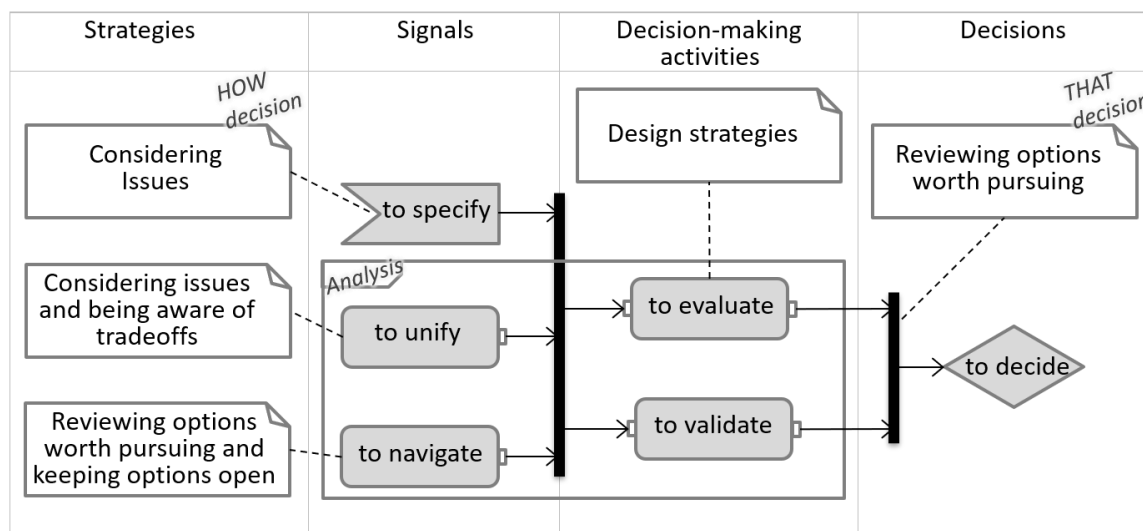 Strategies
Signals
Decision-making
activities
Decisions
HOW
decision
Considering
Issues
to specify
Design strategies
THAT
decision
Reviewing options
worth pursuing
Analysis
Considering issues
and being aware of
tradeoffs
to unify
to evaluate
to decide
Reviewing options
worth pursuing and
keeping options open
to navigate
to validate